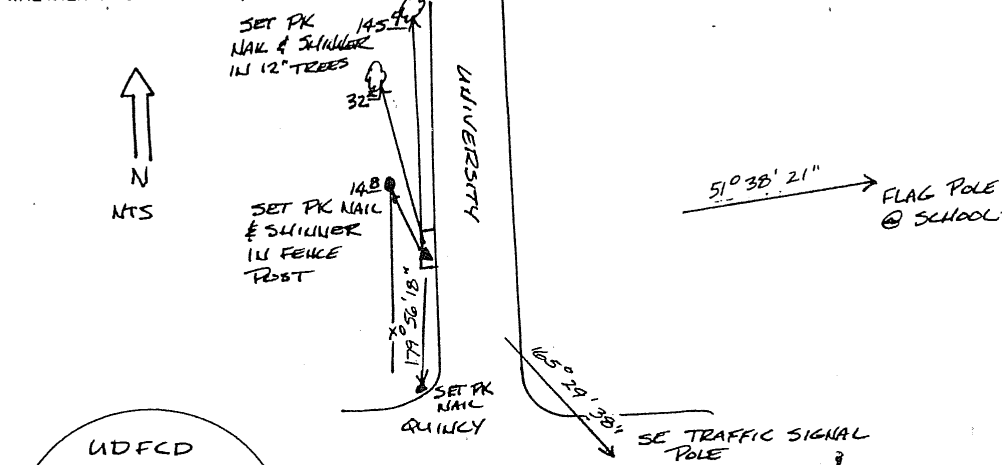 SET PK
NAIL & SHINNER
IN 12" TREES
145
32
N
NTS
UNIVERSITY
14 8
SET PK NAIL
& SHINNER
IN FENCE
POST
51° 38' 21"
FLAG POLE
@ SCHOOL
179° 56' 18"
SET PK
NAIL
QUINCY
165° 29' 38"
SE TRAFFIC SIGNAL
POLE
UDFCD